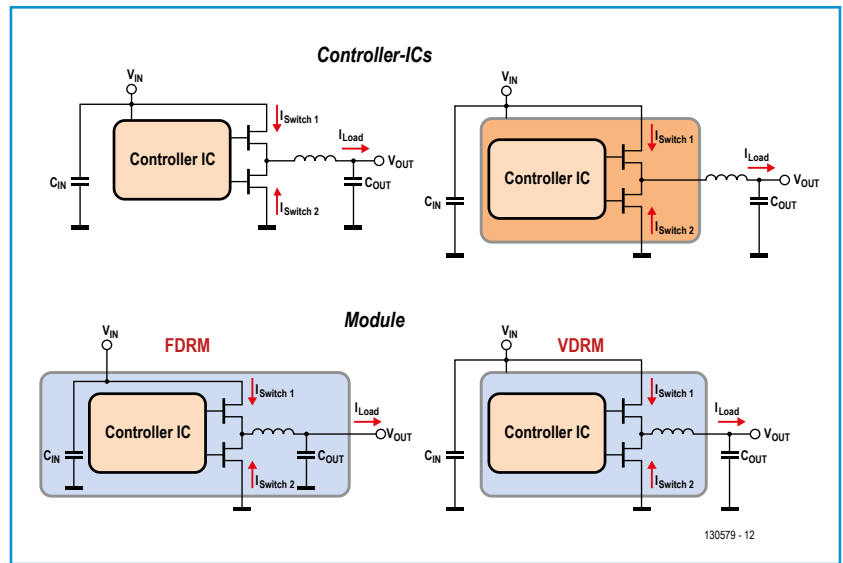 Controller-ICs
VIN
ISwitch 1
ILoad
Controller IC
VOUT
CIN
COUT
ISwitch 2
VIN
ISwitch 1
ILoad
Controller IC
VOUT
CIN
COUT
ISwitch 2
Module
VIN
FDRM
ISwitch 1
ILoad
Controller IC
VOUT
CIN
COUT
ISwitch 2
VIN
VDRM
ISwitch 1
ILoad
Controller IC
VOUT
CIN
COUT
ISwitch 2
130579 - 12